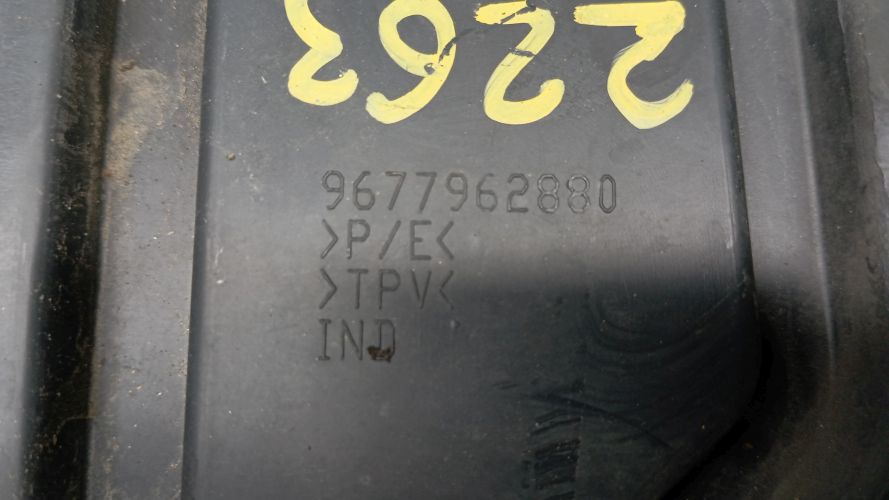 2263
9677962880
>P/E<
>TPV<
IND